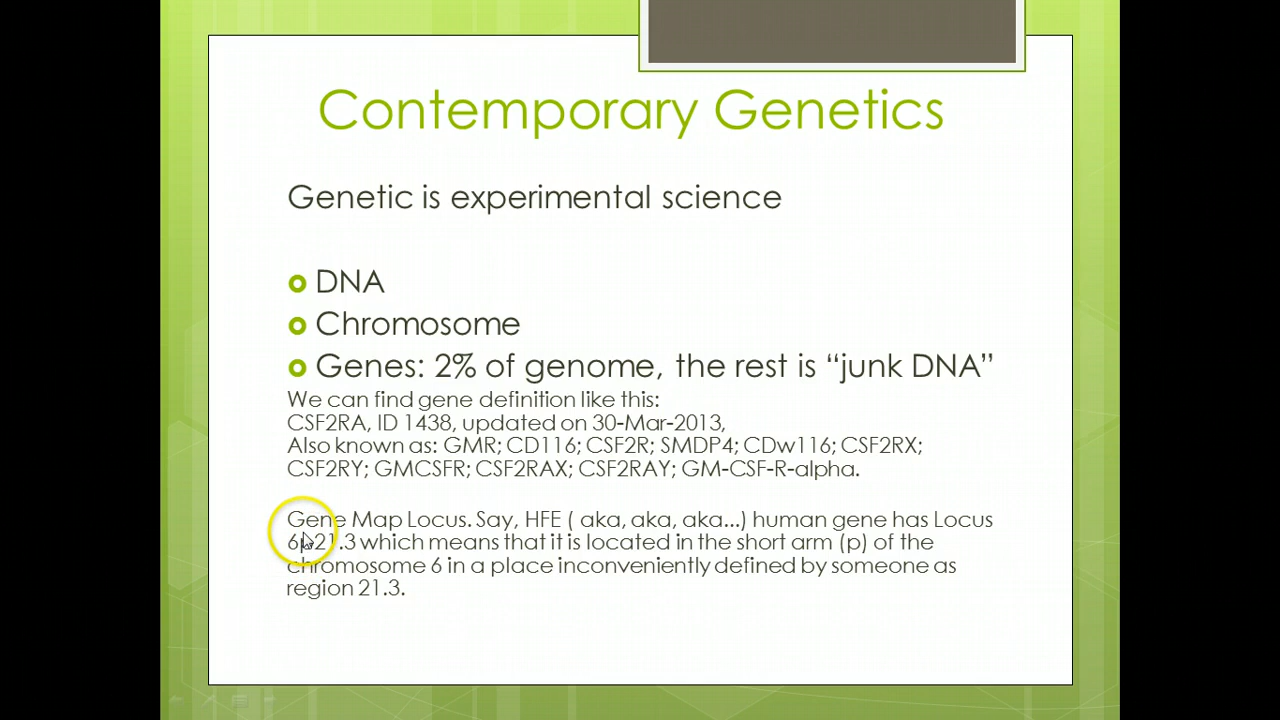 Contemporary Genetics
Genetic is experimental science
DNA
Chromosome
Genes: 2% of genome, the rest is “junk DNA”
We can find gene definition like this:
CSF2RA, ID 1438, updated on 30-Mar-2013,
Also known as: GMR; CD116; CSF2R; SMDP4; CDw116; CSF2RX;
CSF2RY; GMCSFR; CSF2RAX; CSF2RAY; GM-CSF-R-alpha.
Gene Map Locus. Say, HFE ( aka, aka, aka...) human gene has Locus
6p21.3 which means that it is located in the short arm (p) of the
chromosome 6 in a place inconveniently defined by someone as
region 21.3.